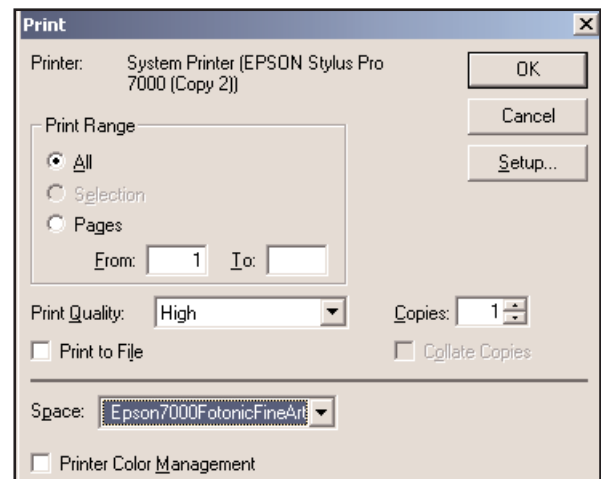 Print
Printer: System Printer (EPSON Stylus Pro
7000 (Copy 2))
OK
Cancel
Setup...
Print Range
All
Selection
Pages
From: 1 To:
Print Quality: High
Copies: 1
Print to File
Collate Copies
Space: Epson7000FotonicFineArt
Printer Color Management